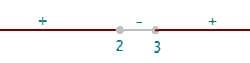 + - +
2 3